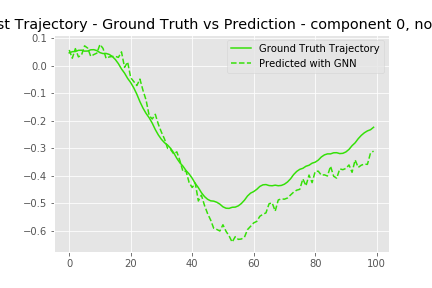 st Trajectory - Ground Truth vs Prediction - component 0, no
Ground Truth Trajectory
Predicted with GNN
0.1
0.0
−0.1
−0.2
−0.3
−0.4
−0.5
−0.6
0 20 40 60 80 100